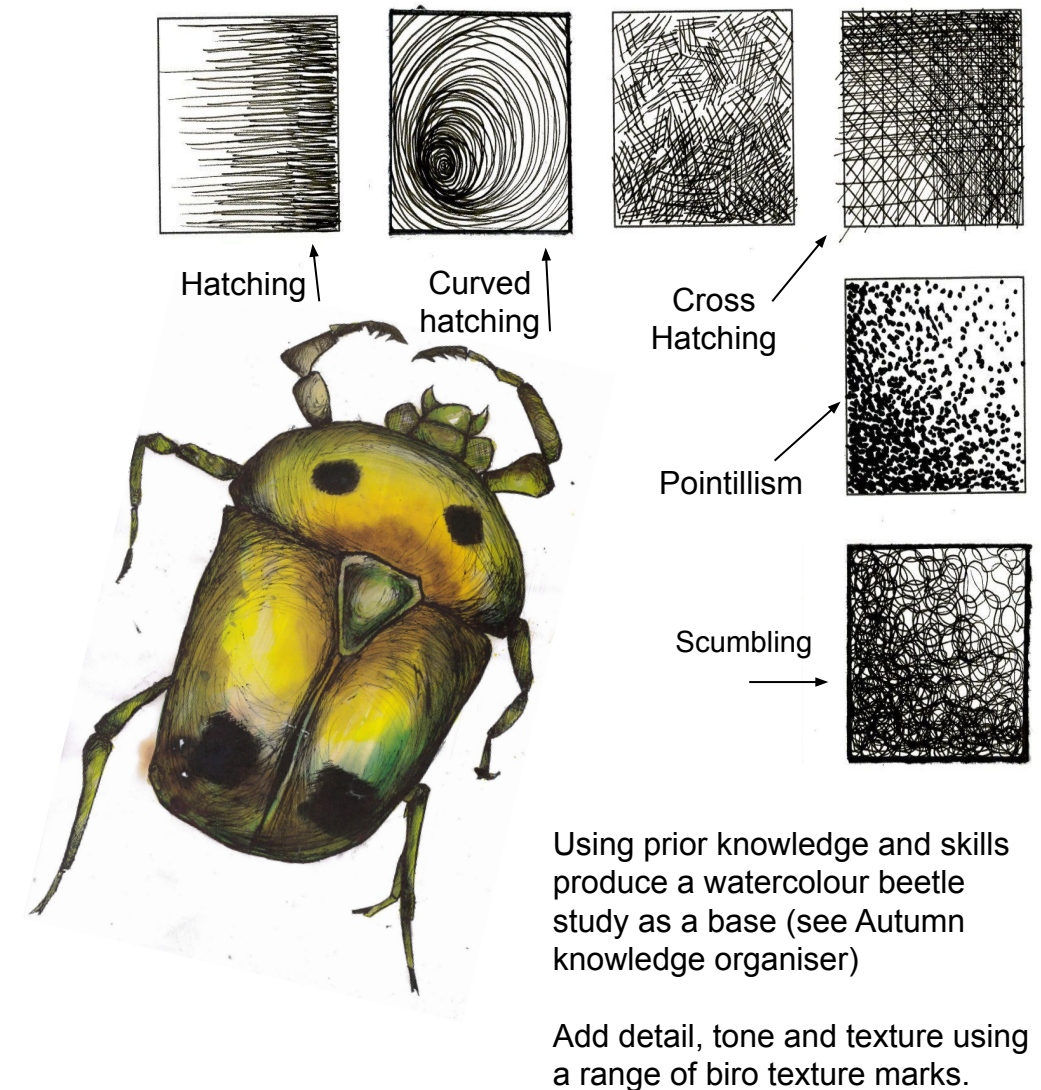 Hatching
Curved
hatching
Cross
Hatching
Pointillism
Scumbling
Using prior knowledge and skills
produce a watercolour beetle
study as a base (see Autumn
knowledge organiser)
Add detail, tone and texture using
a range of biro texture marks.